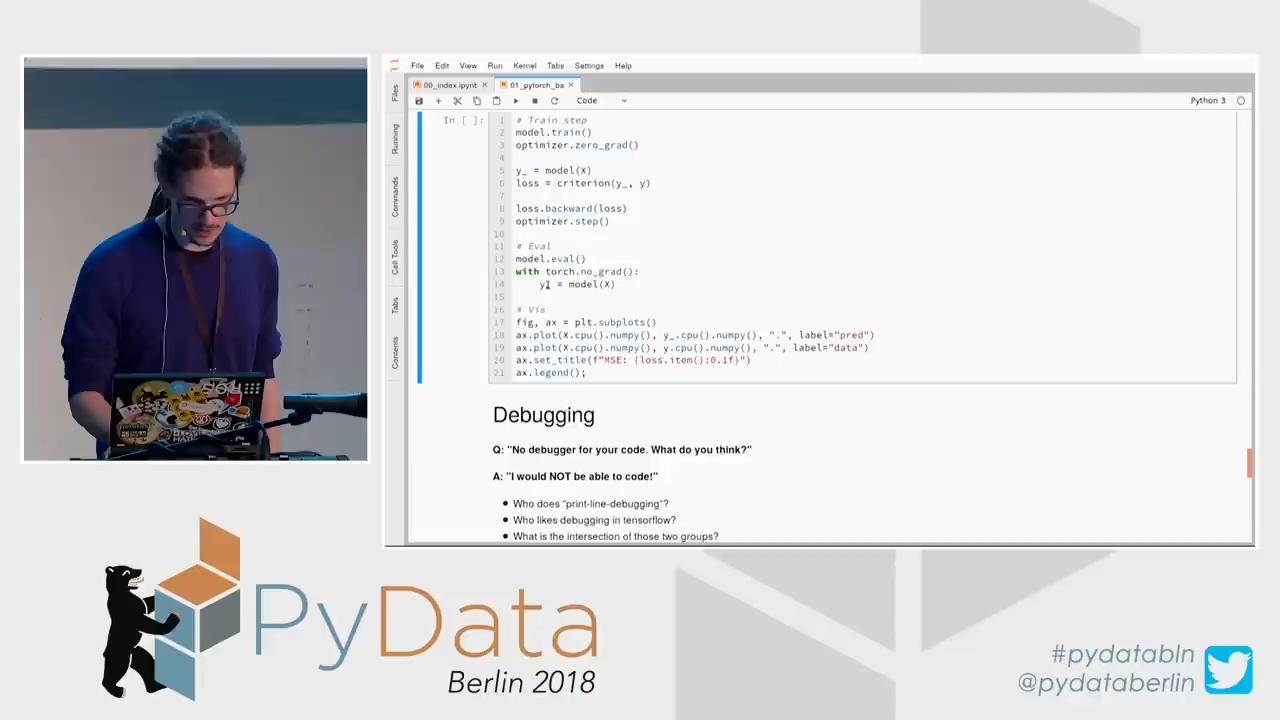 File Edit View Run Kernel Tabs Settings Help
00_index.ipynt × 01_pytorch_ba ×
Code Python 3
Files
Running
Commands
Cell Tools
Tabs
Contents
In [ ]:
1 # Train step
2 model.train()
3 optimizer.zero_grad()
4
5 y_ = model(X)
6 loss = criterion(y_, y)
7
8 loss.backward(loss)
9 optimizer.step()
10
11 # Eval
12 model.eval()
13 with torch.no_grad():
14 y_ = model(X)
15
16 # Vis
17 fig, ax = plt.subplots()
18 ax.plot(X.cpu().numpy(), y_.cpu().numpy(), ".", label="pred")
19 ax.plot(X.cpu().numpy(), y.cpu().numpy(), ".", label="data")
20 ax.set_title(f"MSE: {loss.item():0.1f}")
21 ax.legend();
Debugging
Q: "No debugger for your code. What do you think?"
A: "I would NOT be able to code!"
• Who does "print-line-debugging"?
• Who likes debugging in tensorflow?
• What is the intersection of those two groups?
PyData
Berlin 2018
#pydatabln
@pydataberlin